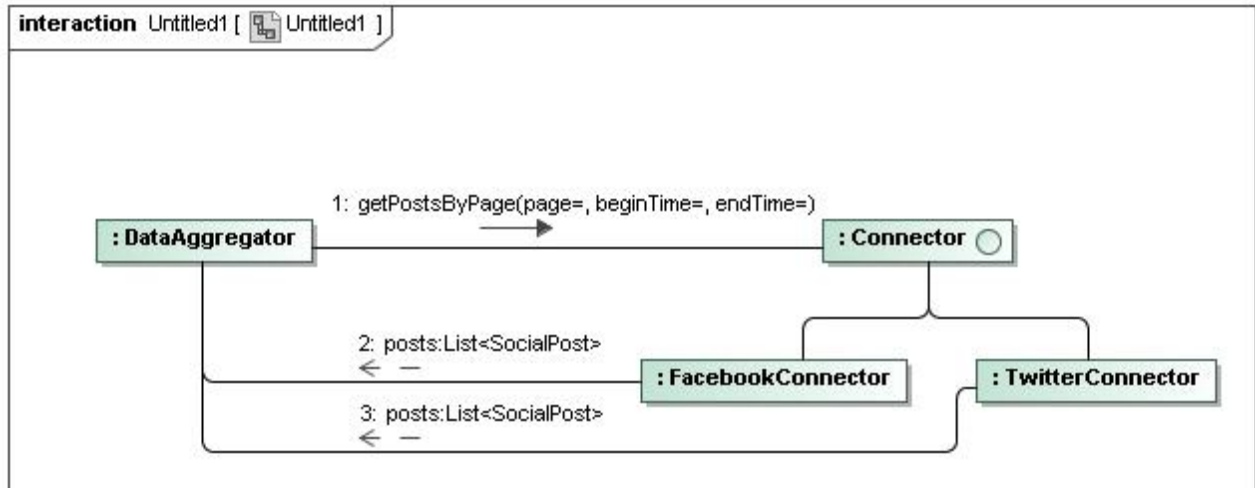 interaction Untitled1 [ Untitled1 ]
1: getPostsByPage(page=, beginTime=, endTime=)
: DataAggregator
: Connector
2: posts:List<SocialPost>
: FacebookConnector
: TwitterConnector
3: posts:List<SocialPost>